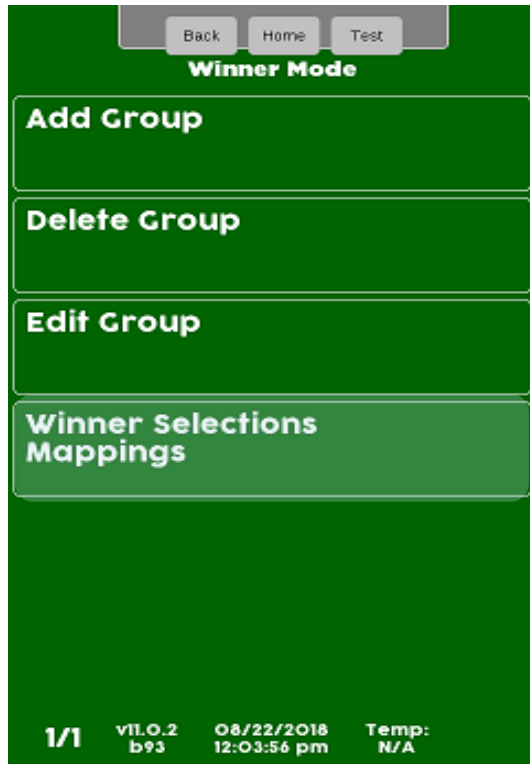 Back Home Test
Winner Mode
Add Group
Delete Group
Edit Group
Winner Selections
Mappings
1/1 v11.0.2 08/22/2018 Temp:
b93 12:03:56 pm N/A